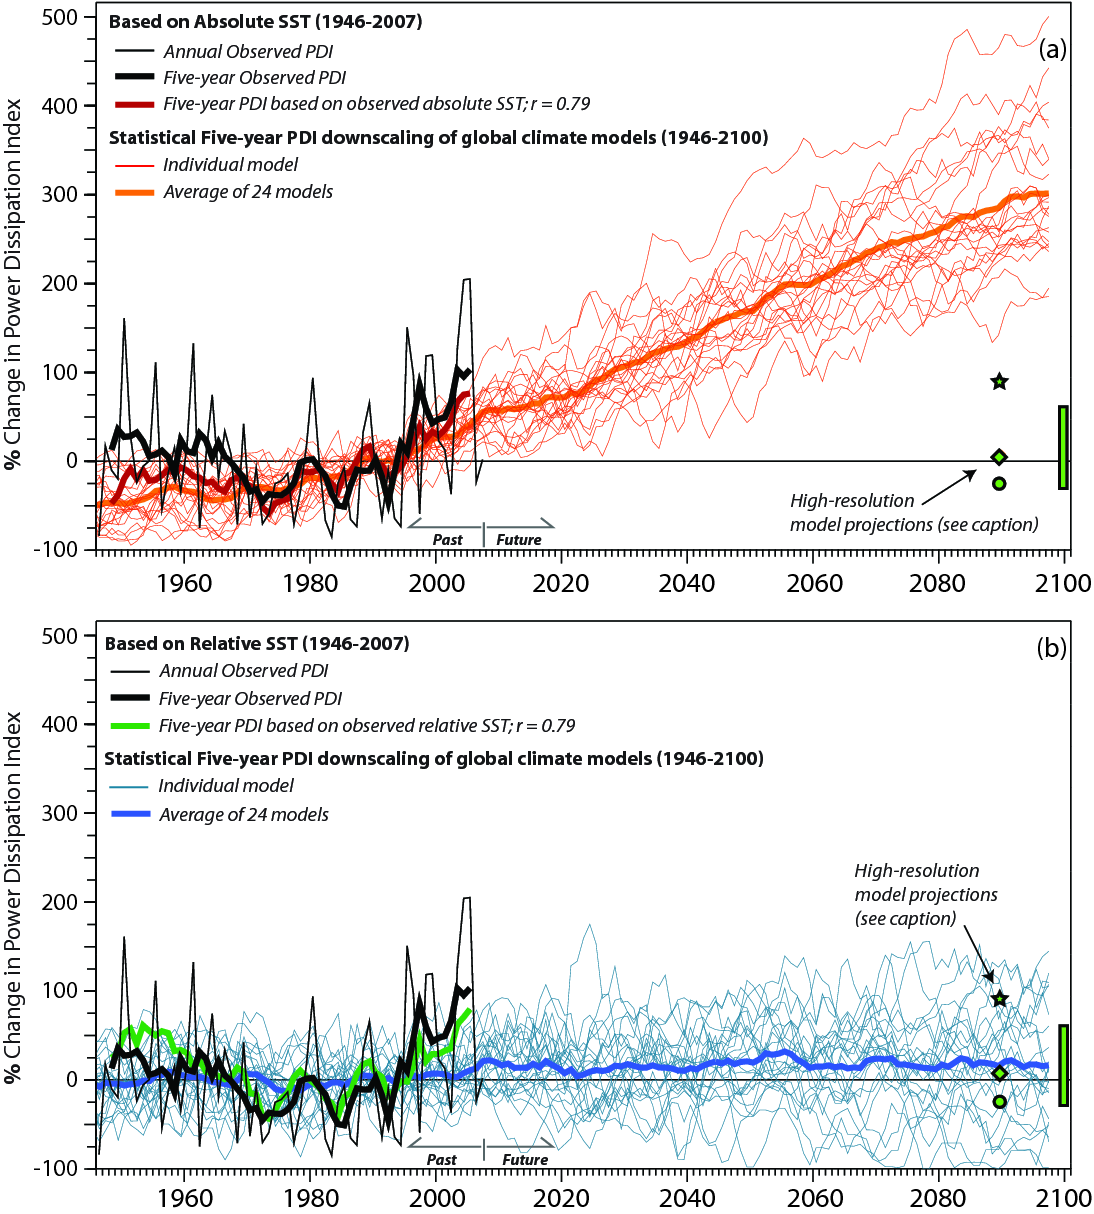 500
400
300
200
100
0
-100
% Change in Power Dissipation Index
Based on Absolute SST (1946-2007)
Annual Observed PDI
Five-year Observed PDI
Five-year PDI based on observed absolute SST; r = 0.79
Statistical Five-year PDI downscaling of global climate models (1946-2100)
Individual model
Average of 24 models
(a)
High-resolution
model projections (see caption)
Past Future
1960 1980 2000 2020 2040 2060 2080 2100
500
400
300
200
100
0
-100
% Change in Power Dissipation Index
Based on Relative SST (1946-2007)
Annual Observed PDI
Five-year Observed PDI
Five-year PDI based on observed relative SST; r = 0.79
Statistical Five-year PDI downscaling of global climate models (1946-2100)
Individual model
Average of 24 models
(b)
High-resolution
model projections
(see caption)
Past Future
1960 1980 2000 2020 2040 2060 2080 2100